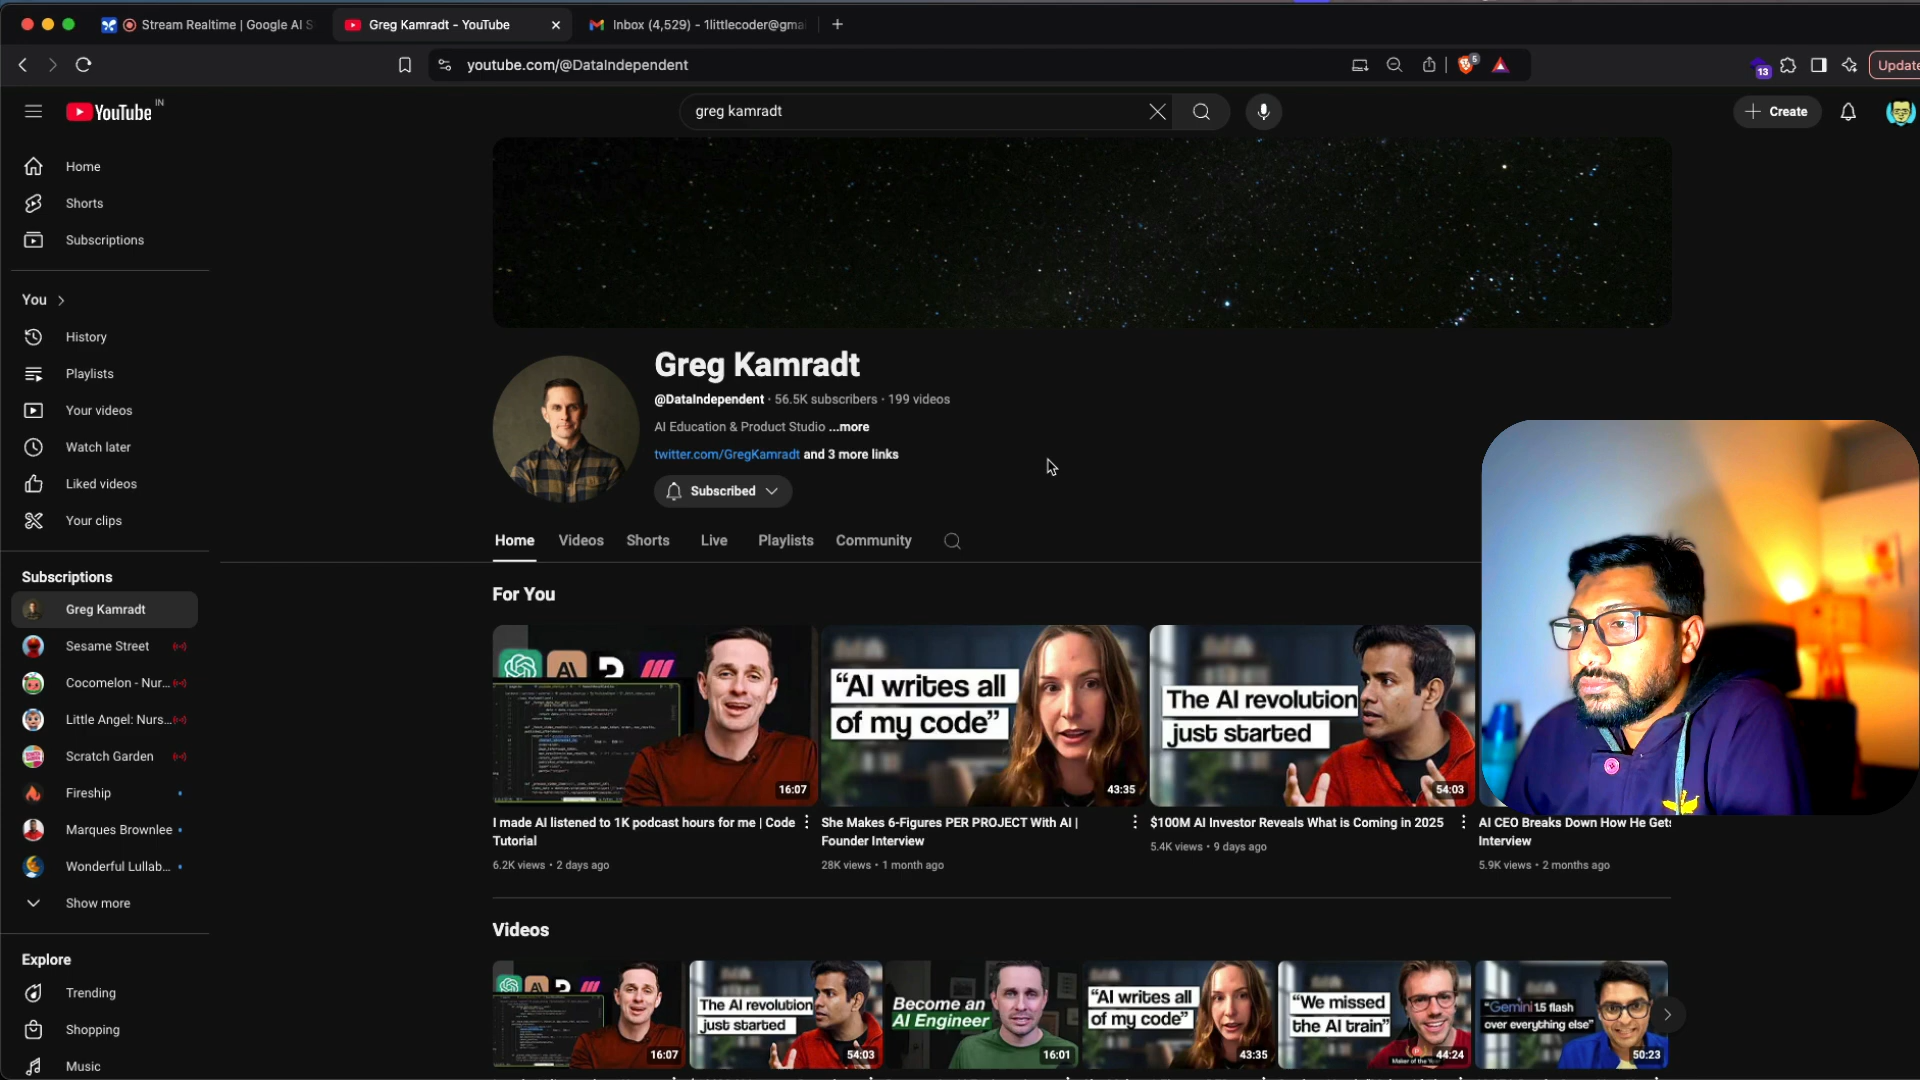 Stream Realtime | Google AI S
Greg Kamradt - YouTube
Inbox (4,529) - 1littlecoder@gma
youtube.com/@DataIndependent
5
13
Update
YouTube IN
greg kamradt
Create
Home
Shorts
Subscriptions
You
History
Playlists
Your videos
Watch later
Liked videos
Your clips
Subscriptions
Greg Kamradt
Sesame Street
Cocomelon - Nur...
Little Angel: Nurs...
Scratch Garden
Fireship
Marques Brownlee
Wonderful Lullab...
Show more
Explore
Trending
Shopping
Music
Greg Kamradt
@DataIndependent · 56.5K subscribers · 199 videos
AI Education & Product Studio ...more
twitter.com/GregKamradt and 3 more links
Subscribed
Home Videos Shorts Live Playlists Community
For You
AI
16:07
I made AI listened to 1K podcast hours for me | Code
Tutorial
6.2K views • 2 days ago
“AI writes all
of my code”
43:35
She Makes 6-Figures PER PROJECT With AI |
Founder Interview
28K views • 1 month ago
The AI revolution
just started
54:03
$100M AI Investor Reveals What is Coming in 2025
5.4K views • 9 days ago
AI CEO Breaks Down How He Gets
Interview
5.9K views • 2 months ago
Videos
16:07
The AI revolution
just started
54:03
Become an
AI Engineer
16:01
“AI writes all
of my code”
43:35
“We missed
the AI train”
Maker of the Year
44:24
“Gemini 1.5 flash
over everything else”
50:23